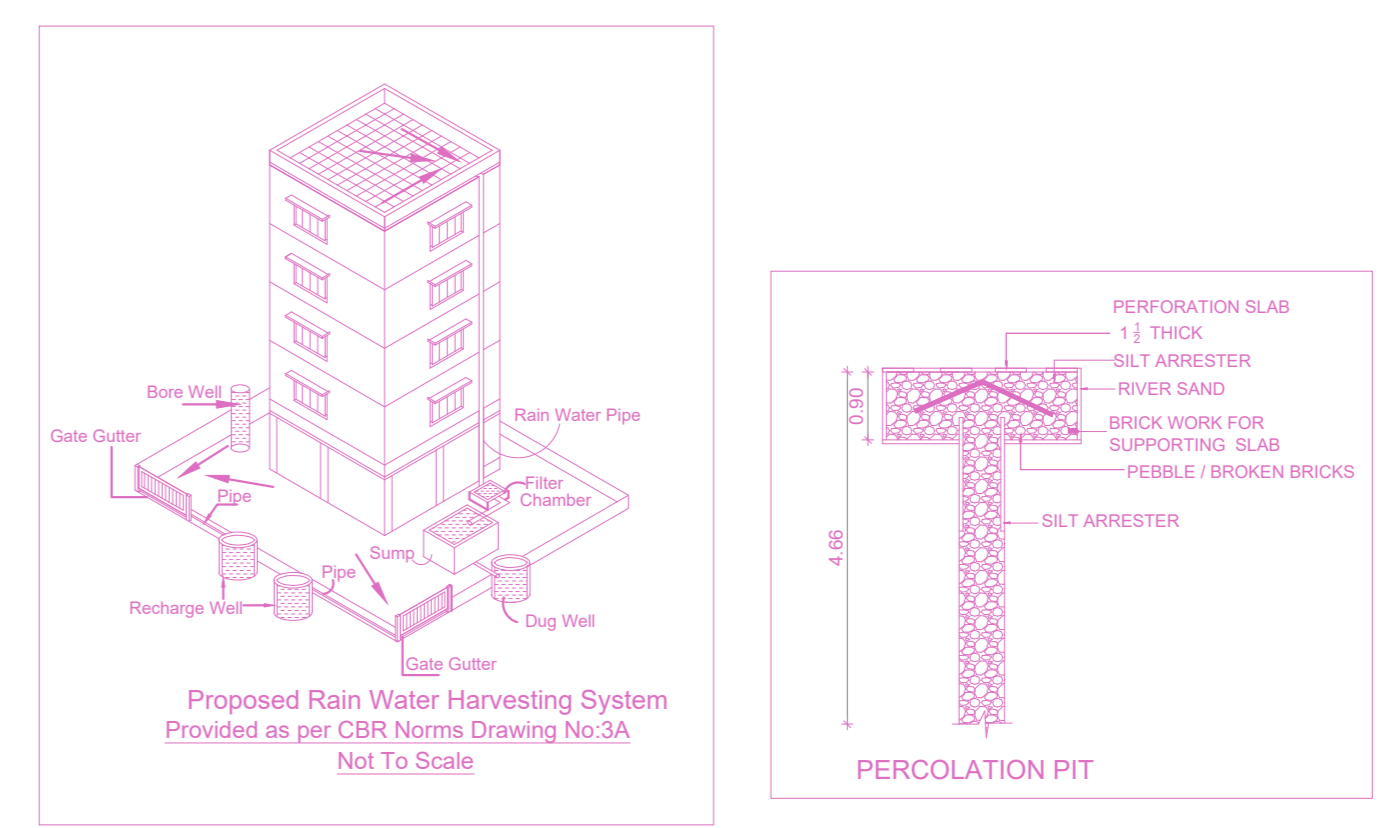 Bore Well
Gate Gutter
Rain Water Pipe
Filter
Chamber
Pipe
Sump
Pipe
Recharge Well
Dug Well
Gate Gutter
Proposed Rain Water Harvesting System
Provided as per CBR Norms Drawing No:3A
Not To Scale
PERFORATION SLAB
1 1/2 THICK
SILT ARRESTER
RIVER SAND
0.90
BRICK WORK FOR
SUPPORTING SLAB
PEBBLE / BROKEN BRICKS
SILT ARRESTER
4.66
PERCOLATION PIT